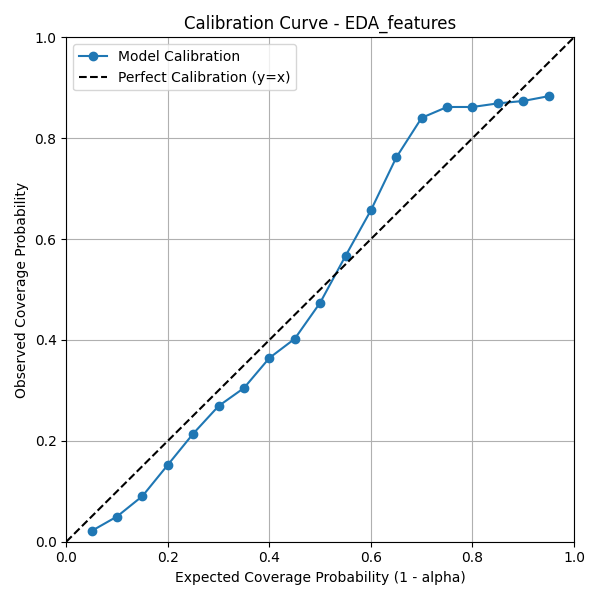 Calibration Curve - EDA_features
Model Calibration
Perfect Calibration (y=x)
Observed Coverage Probability
1.0
0.8
0.6
0.4
0.2
0.0
0.0 0.2 0.4 0.6 0.8 1.0
Expected Coverage Probability (1 - alpha)